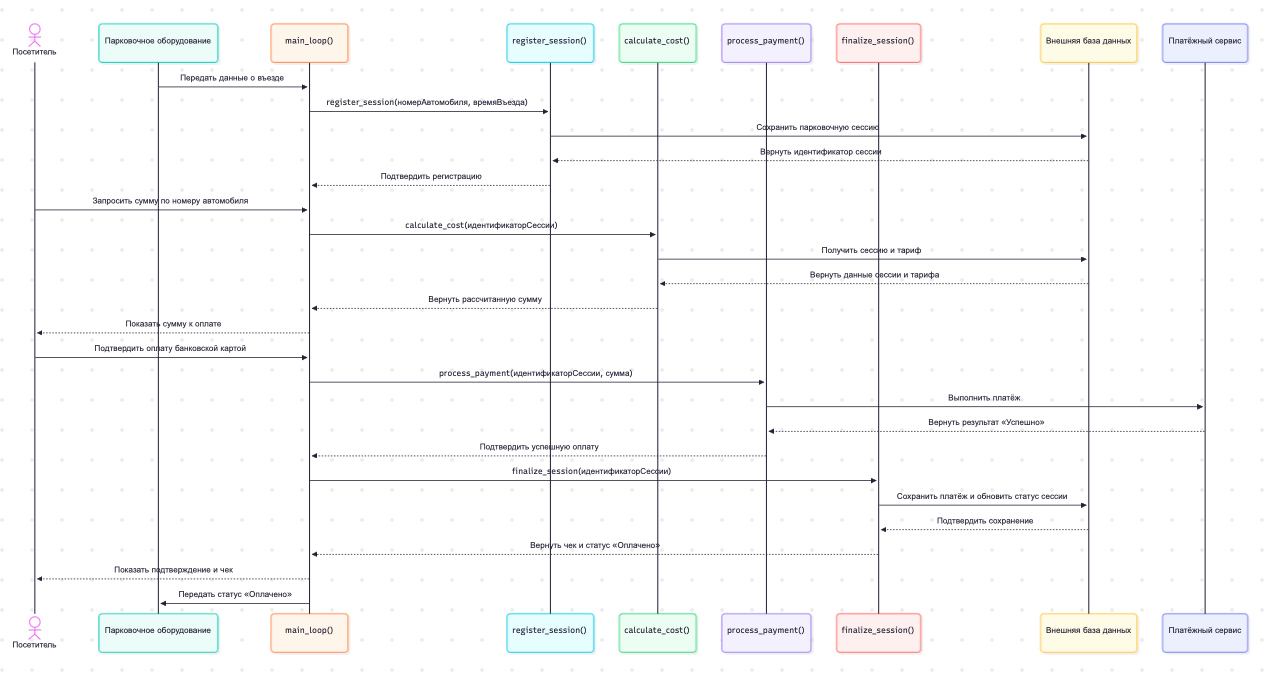 Посетитель
Парковочное оборудование
main_loop()
register_session()
calculate_cost()
process_payment()
finalize_session()
Внешняя база данных
Платёжный сервис
Передать данные о въезде
register_session(номерАвтомобиля, времяВъезда)
Сохранить парковочную сессию
Вернуть идентификатор сессии
Подтвердить регистрацию
Запросить сумму по номеру автомобиля
calculate_cost(идентификаторСессии)
Получить сессию и тариф
Вернуть данные сессии и тарифа
Вернуть рассчитанную сумму
Показать сумму к оплате
Подтвердить оплату банковской картой
process_payment(идентификаторСессии, сумма)
Выполнить платёж
Вернуть результат «Успешно»
Подтвердить успешную оплату
finalize_session(идентификаторСессии)
Сохранить платёж и обновить статус сессии
Подтвердить сохранение
Вернуть чек и статус «Оплачено»
Показать подтверждение и чек
Передать статус «Оплачено»
Посетитель
Парковочное оборудование
main_loop()
register_session()
calculate_cost()
process_payment()
finalize_session()
Внешняя база данных
Платёжный сервис